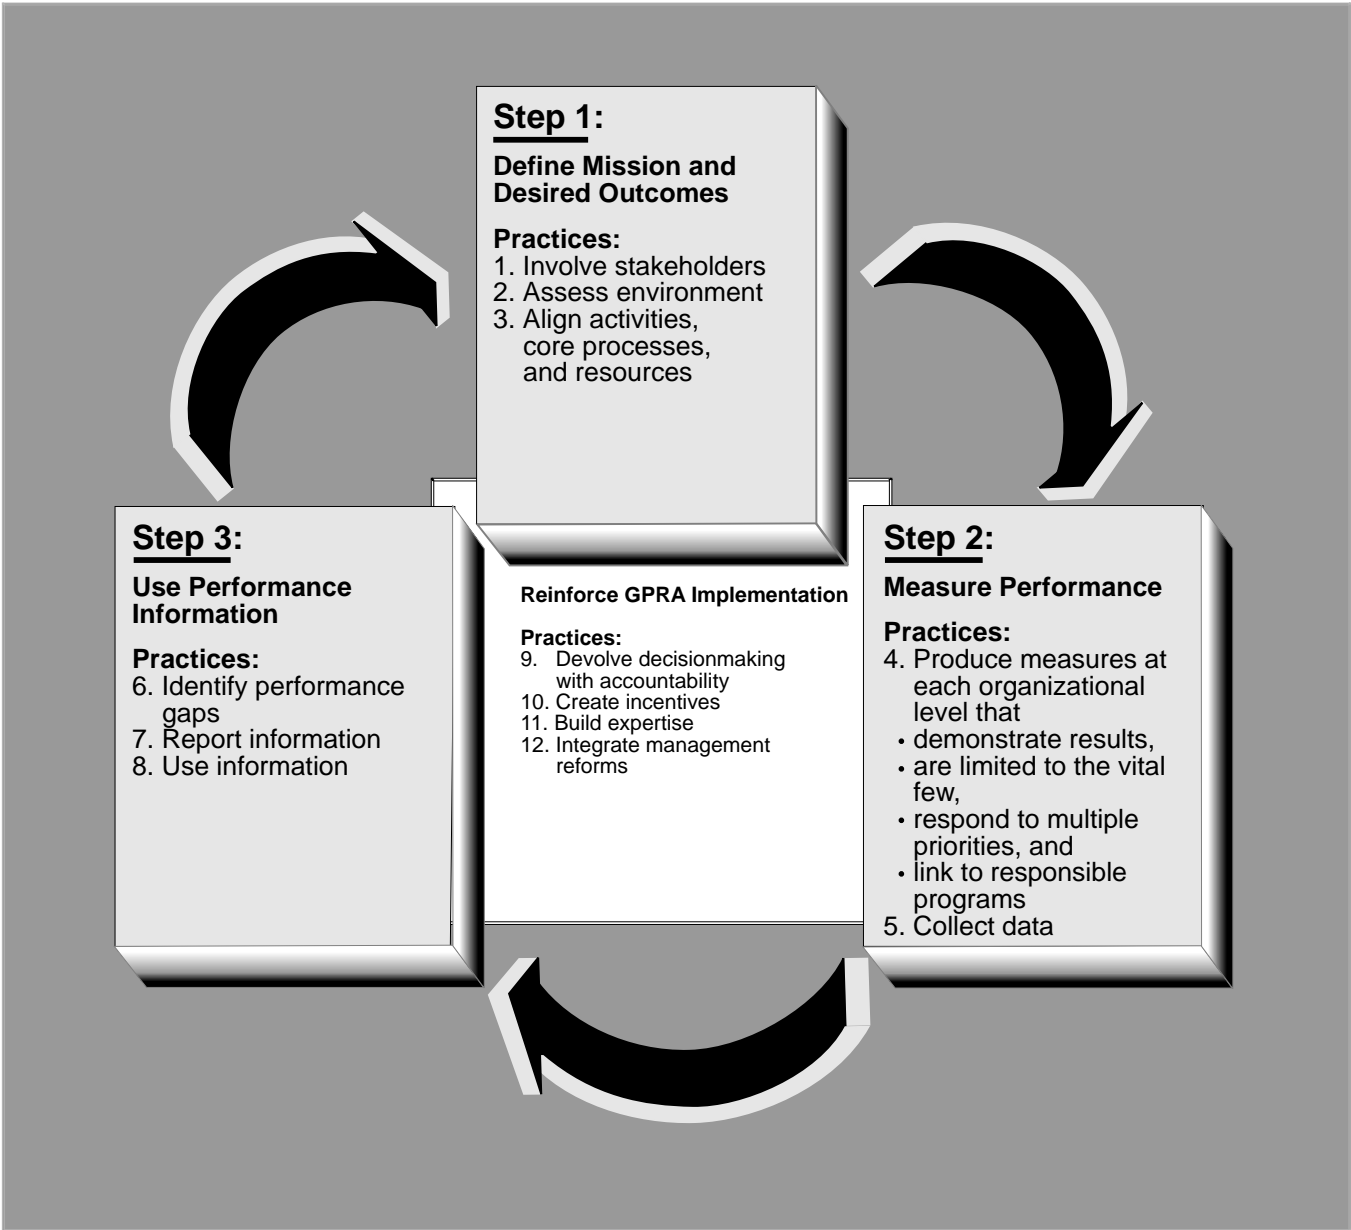 Step 1:
Define Mission and
Desired Outcomes
Practices:
1. Involve stakeholders
2. Assess environment
3. Align activities,
core processes,
and resources
Step 2:
Measure Performance
Practices:
4. Produce measures at
each organizational
level that
• demonstrate results,
• are limited to the vital
few,
• respond to multiple
priorities, and
• link to responsible
programs
5. Collect data
Step 3:
Use Performance
Information
Practices:
6. Identify performance
gaps
7. Report information
8. Use information
Reinforce GPRA Implementation
Practices:
9. Devolve decisionmaking
with accountability
10. Create incentives
11. Build expertise
12. Integrate management
reforms